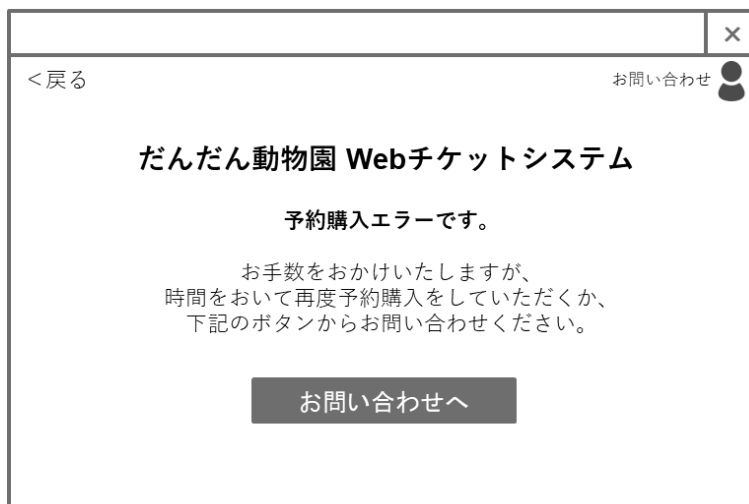 <戻る
お問い合わせ
だんだん動物園 Webチケットシステム
予約購入エラーです。
お手数をおかけいたしますが、
時間をおいて再度予約購入をしていただくか、
下記のボタンからお問い合わせください。
お問い合わせへ